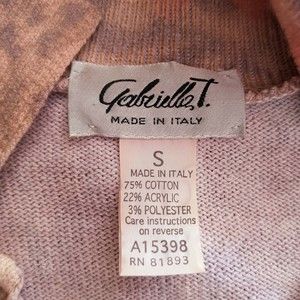 Gabrielle T.
MADE IN ITALY
S
MADE IN ITALY
75% COTTON
22% ACRYLIC
3% POLYESTER
Care instructions
on reverse
A15398
RN 81893